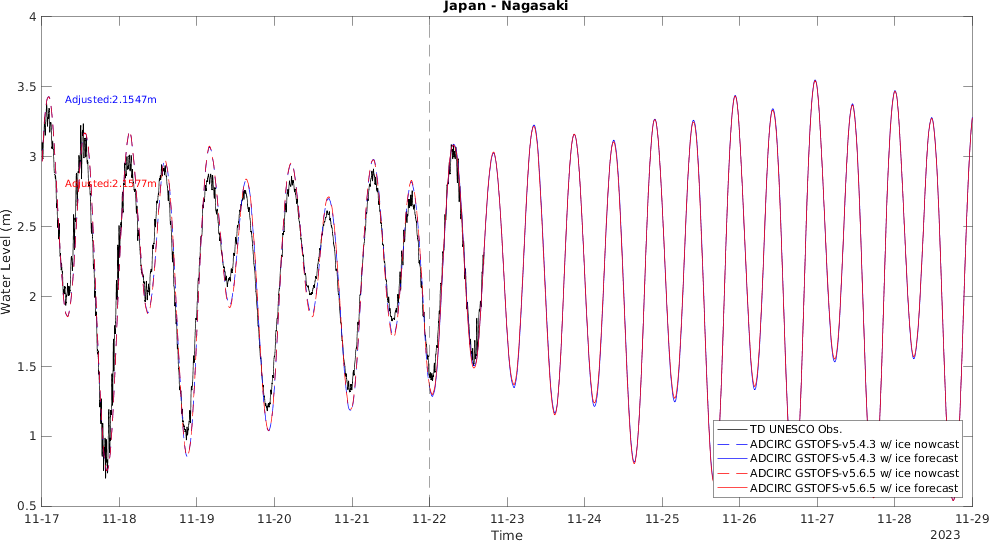 Japan - Nagasaki
4
3.5
3
2.5
2
1.5
1
0.5
Water Level (m)
Adjusted:2.1547m
Adjusted:2.1577m
TD UNESCO Obs.
ADCIRC GSTOFS-v5.4.3 w/ ice nowcast
ADCIRC GSTOFS-v5.4.3 w/ ice forecast
ADCIRC GSTOFS-v5.6.5 w/ ice nowcast
ADCIRC GSTOFS-v5.6.5 w/ ice forecast
11-17 11-18 11-19 11-20 11-21 11-22 11-23 11-24 11-25 11-26 11-27 11-28 11-29
Time
2023